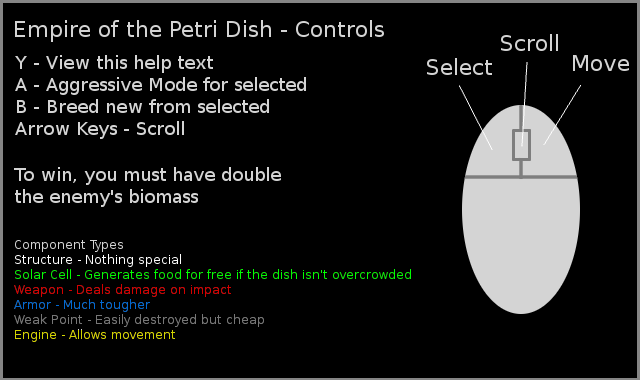 Empire of the Petri Dish - Controls
Y - View this help text
A - Aggressive Mode for selected
B - Breed new from selected
Arrow Keys - Scroll
To win, you must have double
the enemy's biomass
Select
Scroll
Move
Component Types
Structure - Nothing special
Solar Cell - Generates food for free if the dish isn't overcrowded
Weapon - Deals damage on impact
Armor - Much tougher
Weak Point - Easily destroyed but cheap
Engine - Allows movement